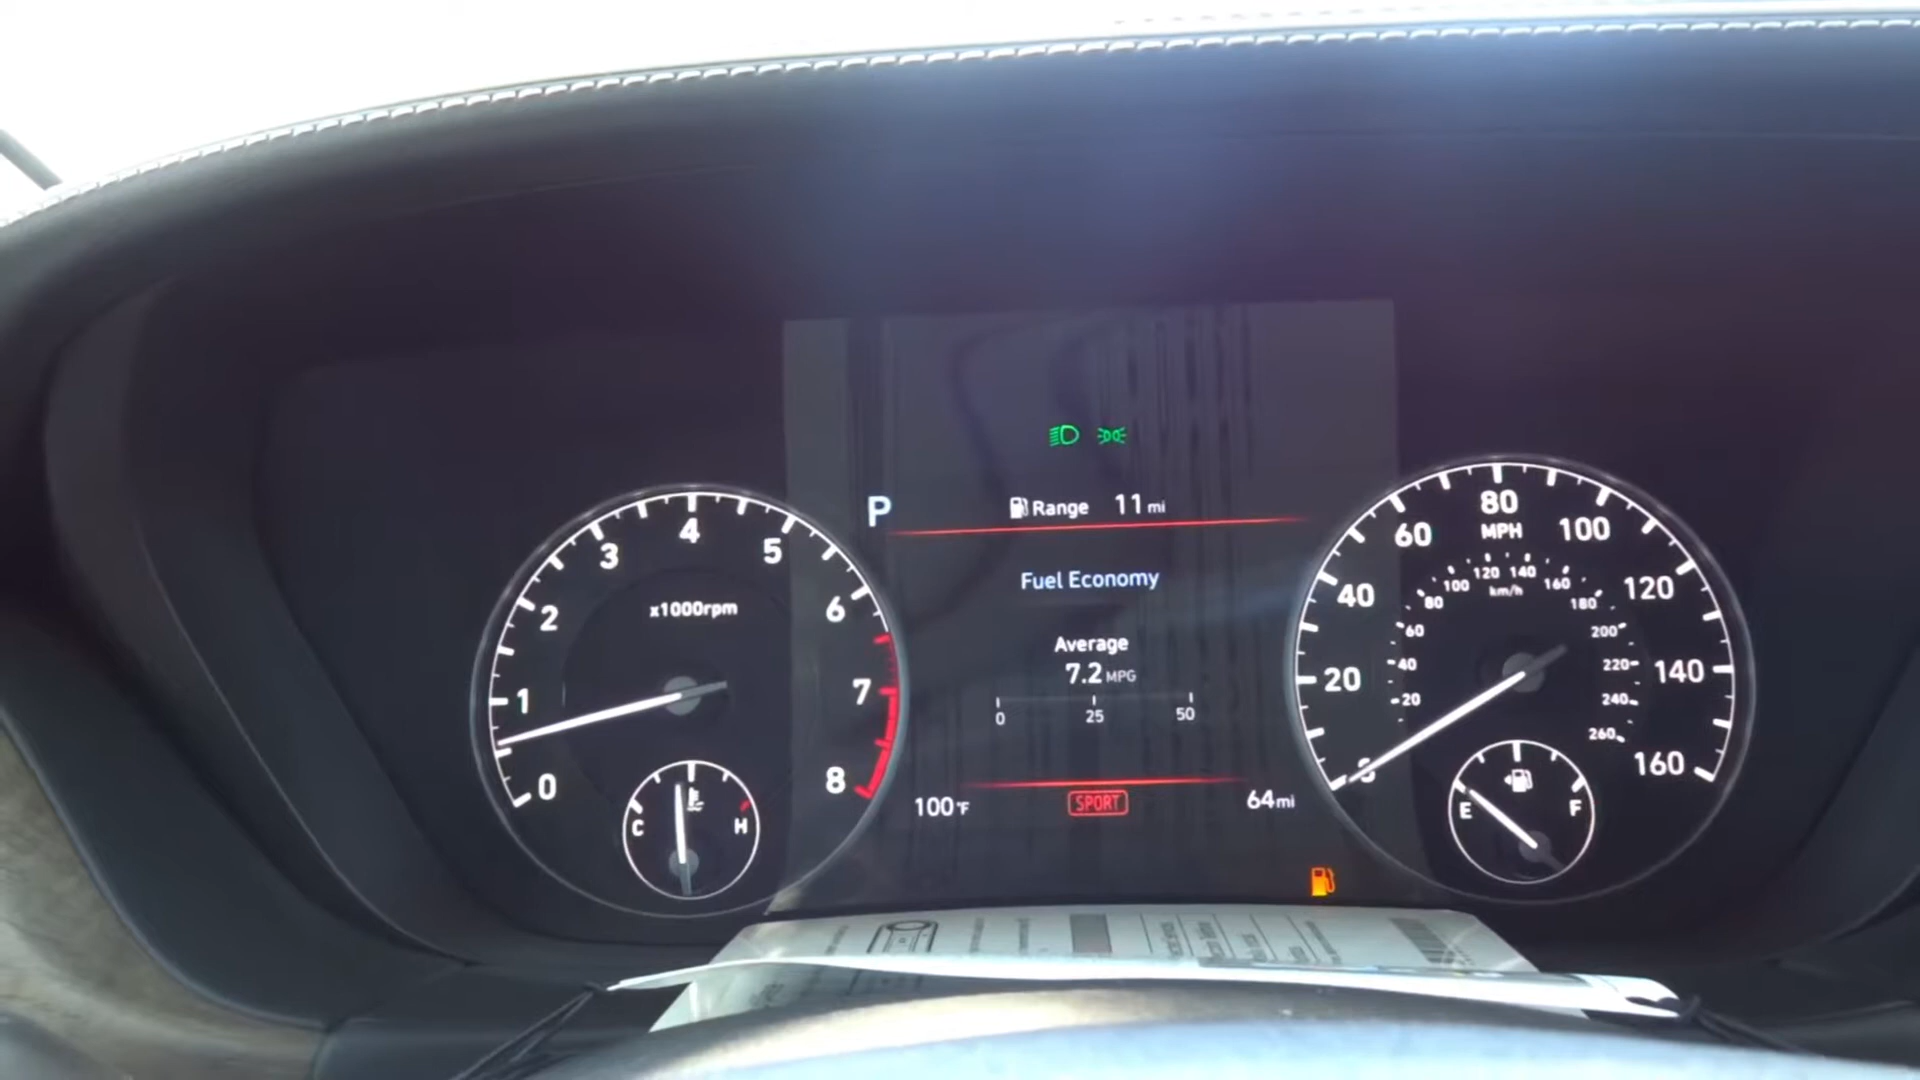 P
Range 11 mi
Fuel Economy
Average
7.2 MPG
0 25 50
100°F
SPORT
64 mi
0 1 2 3 4 5 6 7 8
x1000rpm
C H
20 40 60 80 100 120 140 160
MPH
20 40 60 80 100 120 140 160 180 200 220 240 260
km/h
E F